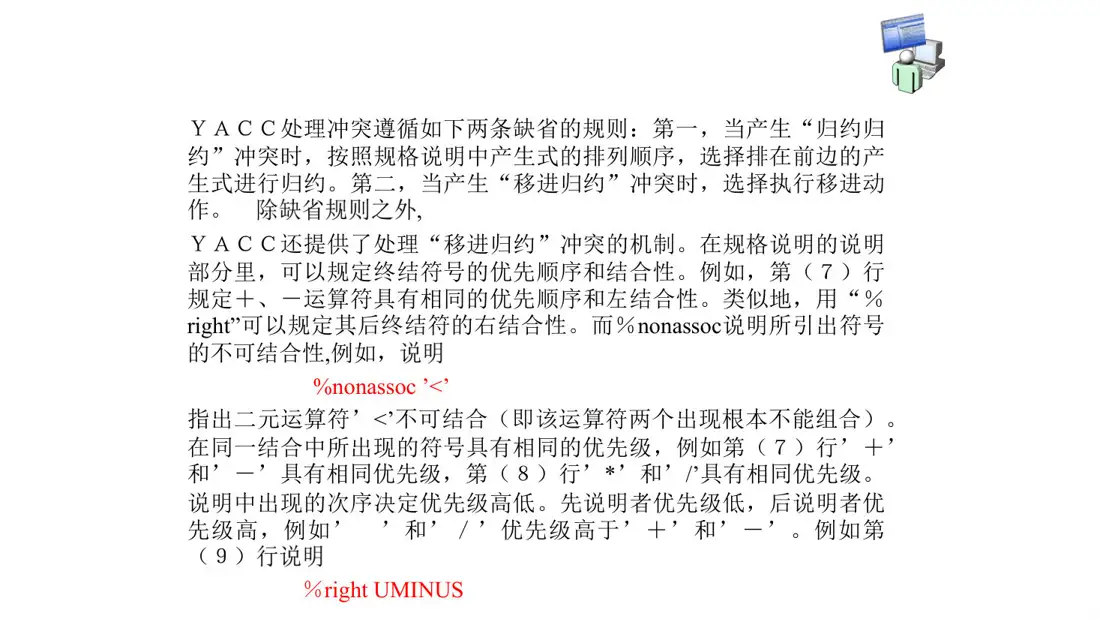 ＹＡＣＣ处理冲突遵循如下两条缺省的规则：第一，当产生“归约归
约”冲突时，按照规格说明中产生式的排列顺序，选择排在前边的产
生式进行归约。第二，当产生“移进归约”冲突时，选择执行移进动
作。　除缺省规则之外,
ＹＡＣＣ还提供了处理“移进归约”冲突的机制。在规格说明的说明
部分里，可以规定终结符号的优先顺序和结合性。例如，第（７）行
规定＋、－运算符具有相同的优先顺序和左结合性。类似地，用“％
right”可以规定其后终结符的右结合性。而％nonassoc说明所引出符号
的不可结合性,例如，说明
%nonassoc ’<’
指出二元运算符’<’不可结合（即该运算符两个出现根本不能组合）。
在同一结合中所出现的符号具有相同的优先级，例如第（７）行’＋’
和’－’具有相同优先级，第（８）行’*’和’/’具有相同优先级。
说明中出现的次序决定优先级高低。先说明者优先级低，后说明者优
先级高，例如’　’和’／’优先级高于’＋’和’－’。例如第
（９）行说明
％right UMINUS